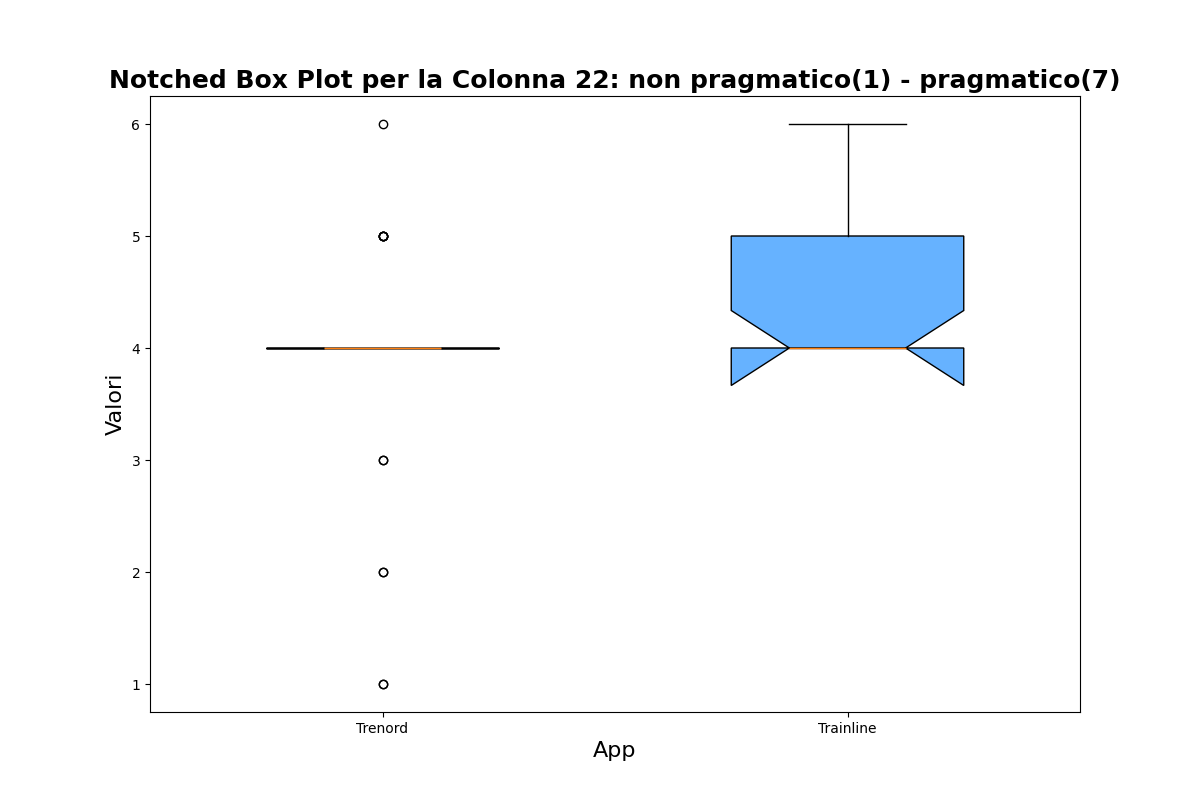 Notched Box Plot per la Colonna 22: non pragmatico(1) - pragmatico(7)
6
5
4
3
2
1
Valori
Trenord
Trainline
App